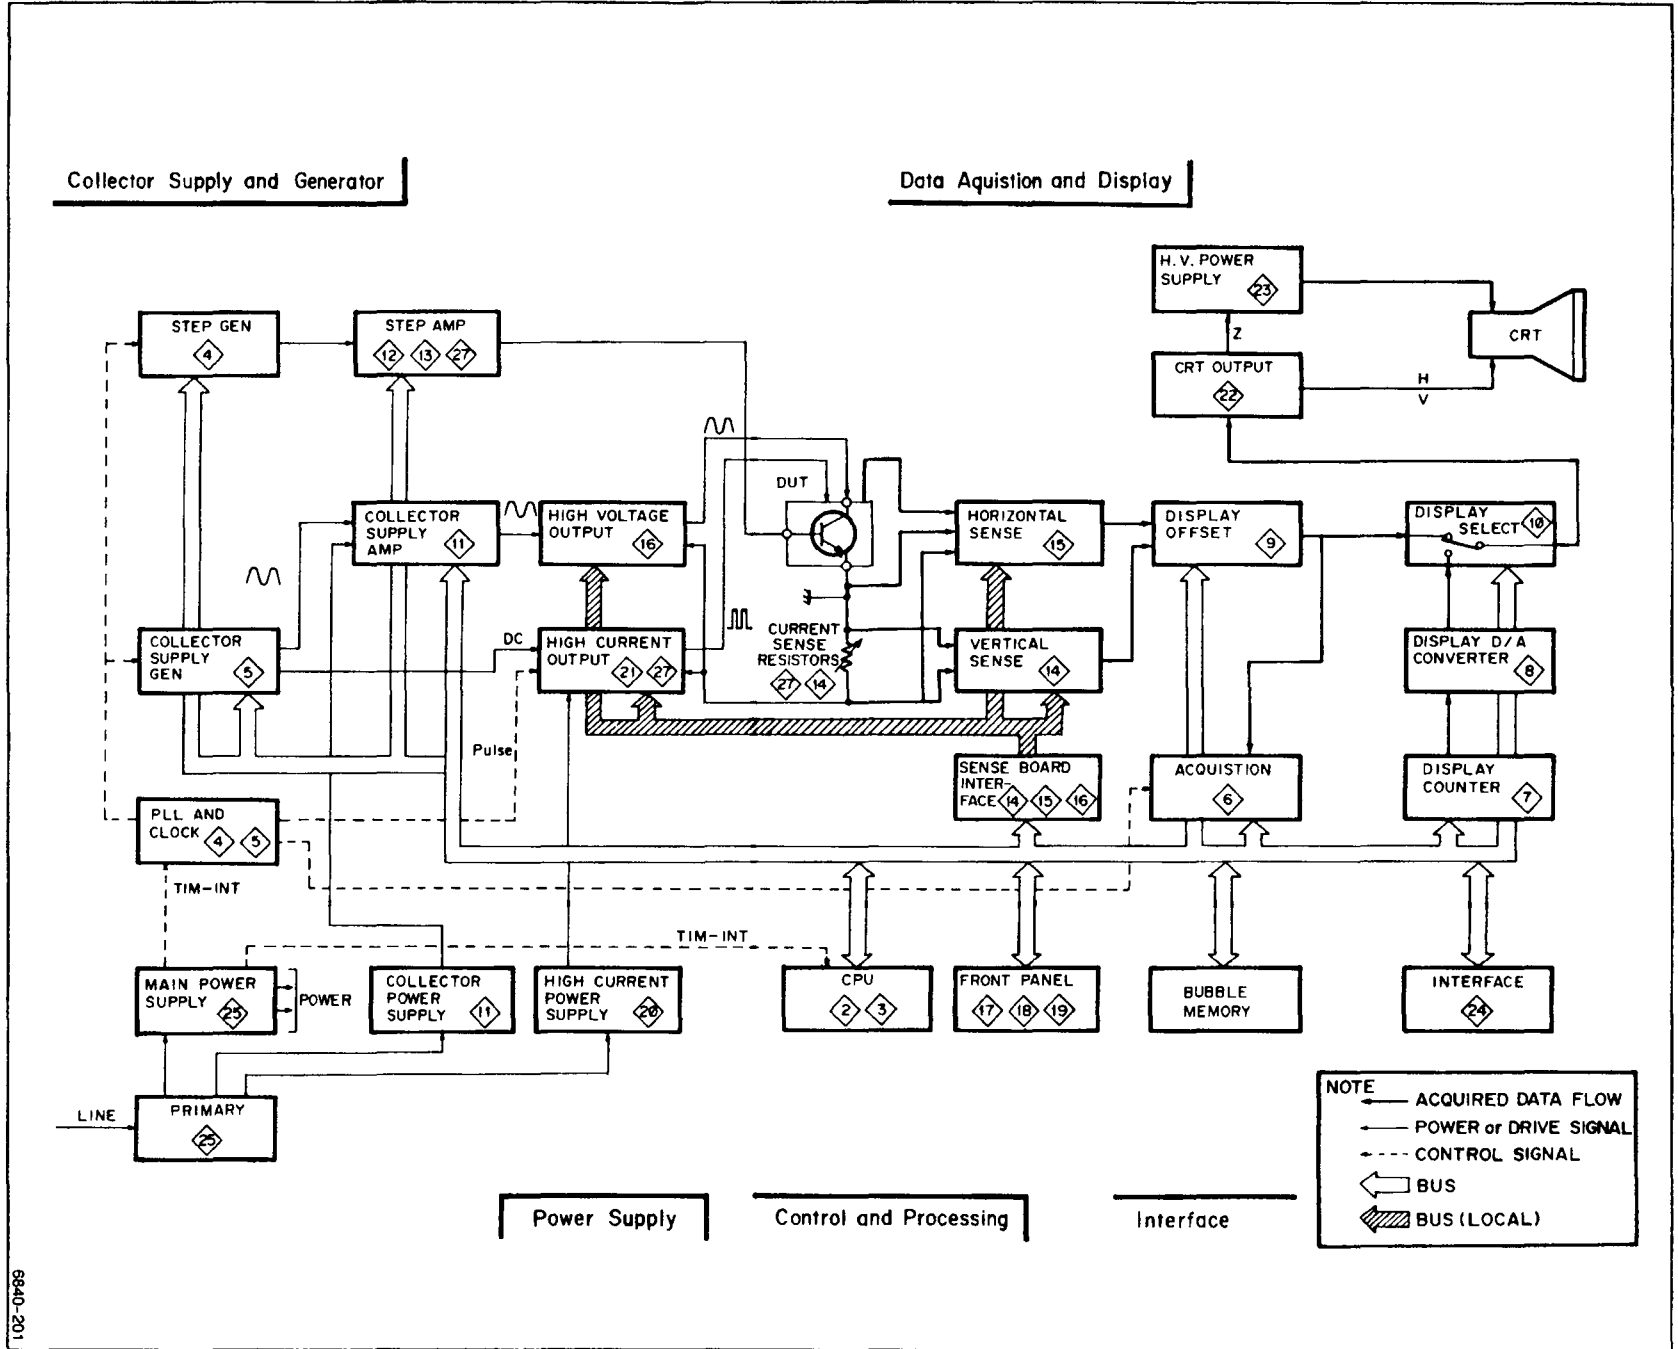 Collector Supply and Generator
Data Aquistion and Display
H.V. POWER
SUPPLY
23
CRT
Z
CRT OUTPUT
22
H
V
STEP GEN
4
STEP AMP
12 13 27
DUT
COLLECTOR
SUPPLY
AMP
11
HIGH VOLTAGE
OUTPUT
16
HORIZONTAL
SENSE
15
DISPLAY
OFFSET
9
DISPLAY
SELECT
10
COLLECTOR
SUPPLY
GEN
5
DC
HIGH CURRENT
OUTPUT
21 27
CURRENT
SENSE
RESISTORS
27 14
VERTICAL
SENSE
14
DISPLAY D/A
CONVERTER
8
Pulse
SENSE BOARD
INTER-
FACE
14 15 16
ACQUISTION
6
DISPLAY
COUNTER
7
PLL AND
CLOCK
4 5
TIM-INT
TIM-INT
MAIN POWER
SUPPLY
25
POWER
COLLECTOR
POWER
SUPPLY
11
HIGH CURRENT
POWER
SUPPLY
20
CPU
2 3
FRONT PANEL
17 18 19
BUBBLE
MEMORY
INTERFACE
24
LINE
PRIMARY
25
NOTE
ACQUIRED DATA FLOW
POWER or DRIVE SIGNAL
CONTROL SIGNAL
BUS
BUS (LOCAL)
Power Supply
Control and Processing
Interface
6840-201